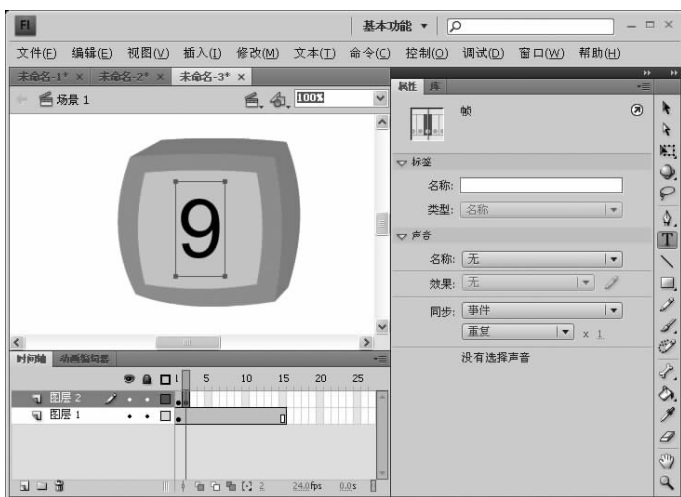 Fl 基本功能
文件(F) 编辑(E) 视图(V) 插入(I) 修改(M) 文本(T) 命令(C) 控制(O) 调试(D) 窗口(W) 帮助(H)
未命名-1* × 未命名-2* × 未命名-3* ×
场景 1 100%
9
属性 库
帧
标签
名称:
类型: 名称
声音
名称: 无
效果: 无
同步: 事件
重复 x 1
没有选择声音
时间轴 动画编辑器
1 5 10 15 20 25
图层 2
图层 1
2 24.0fps 0.0s
T